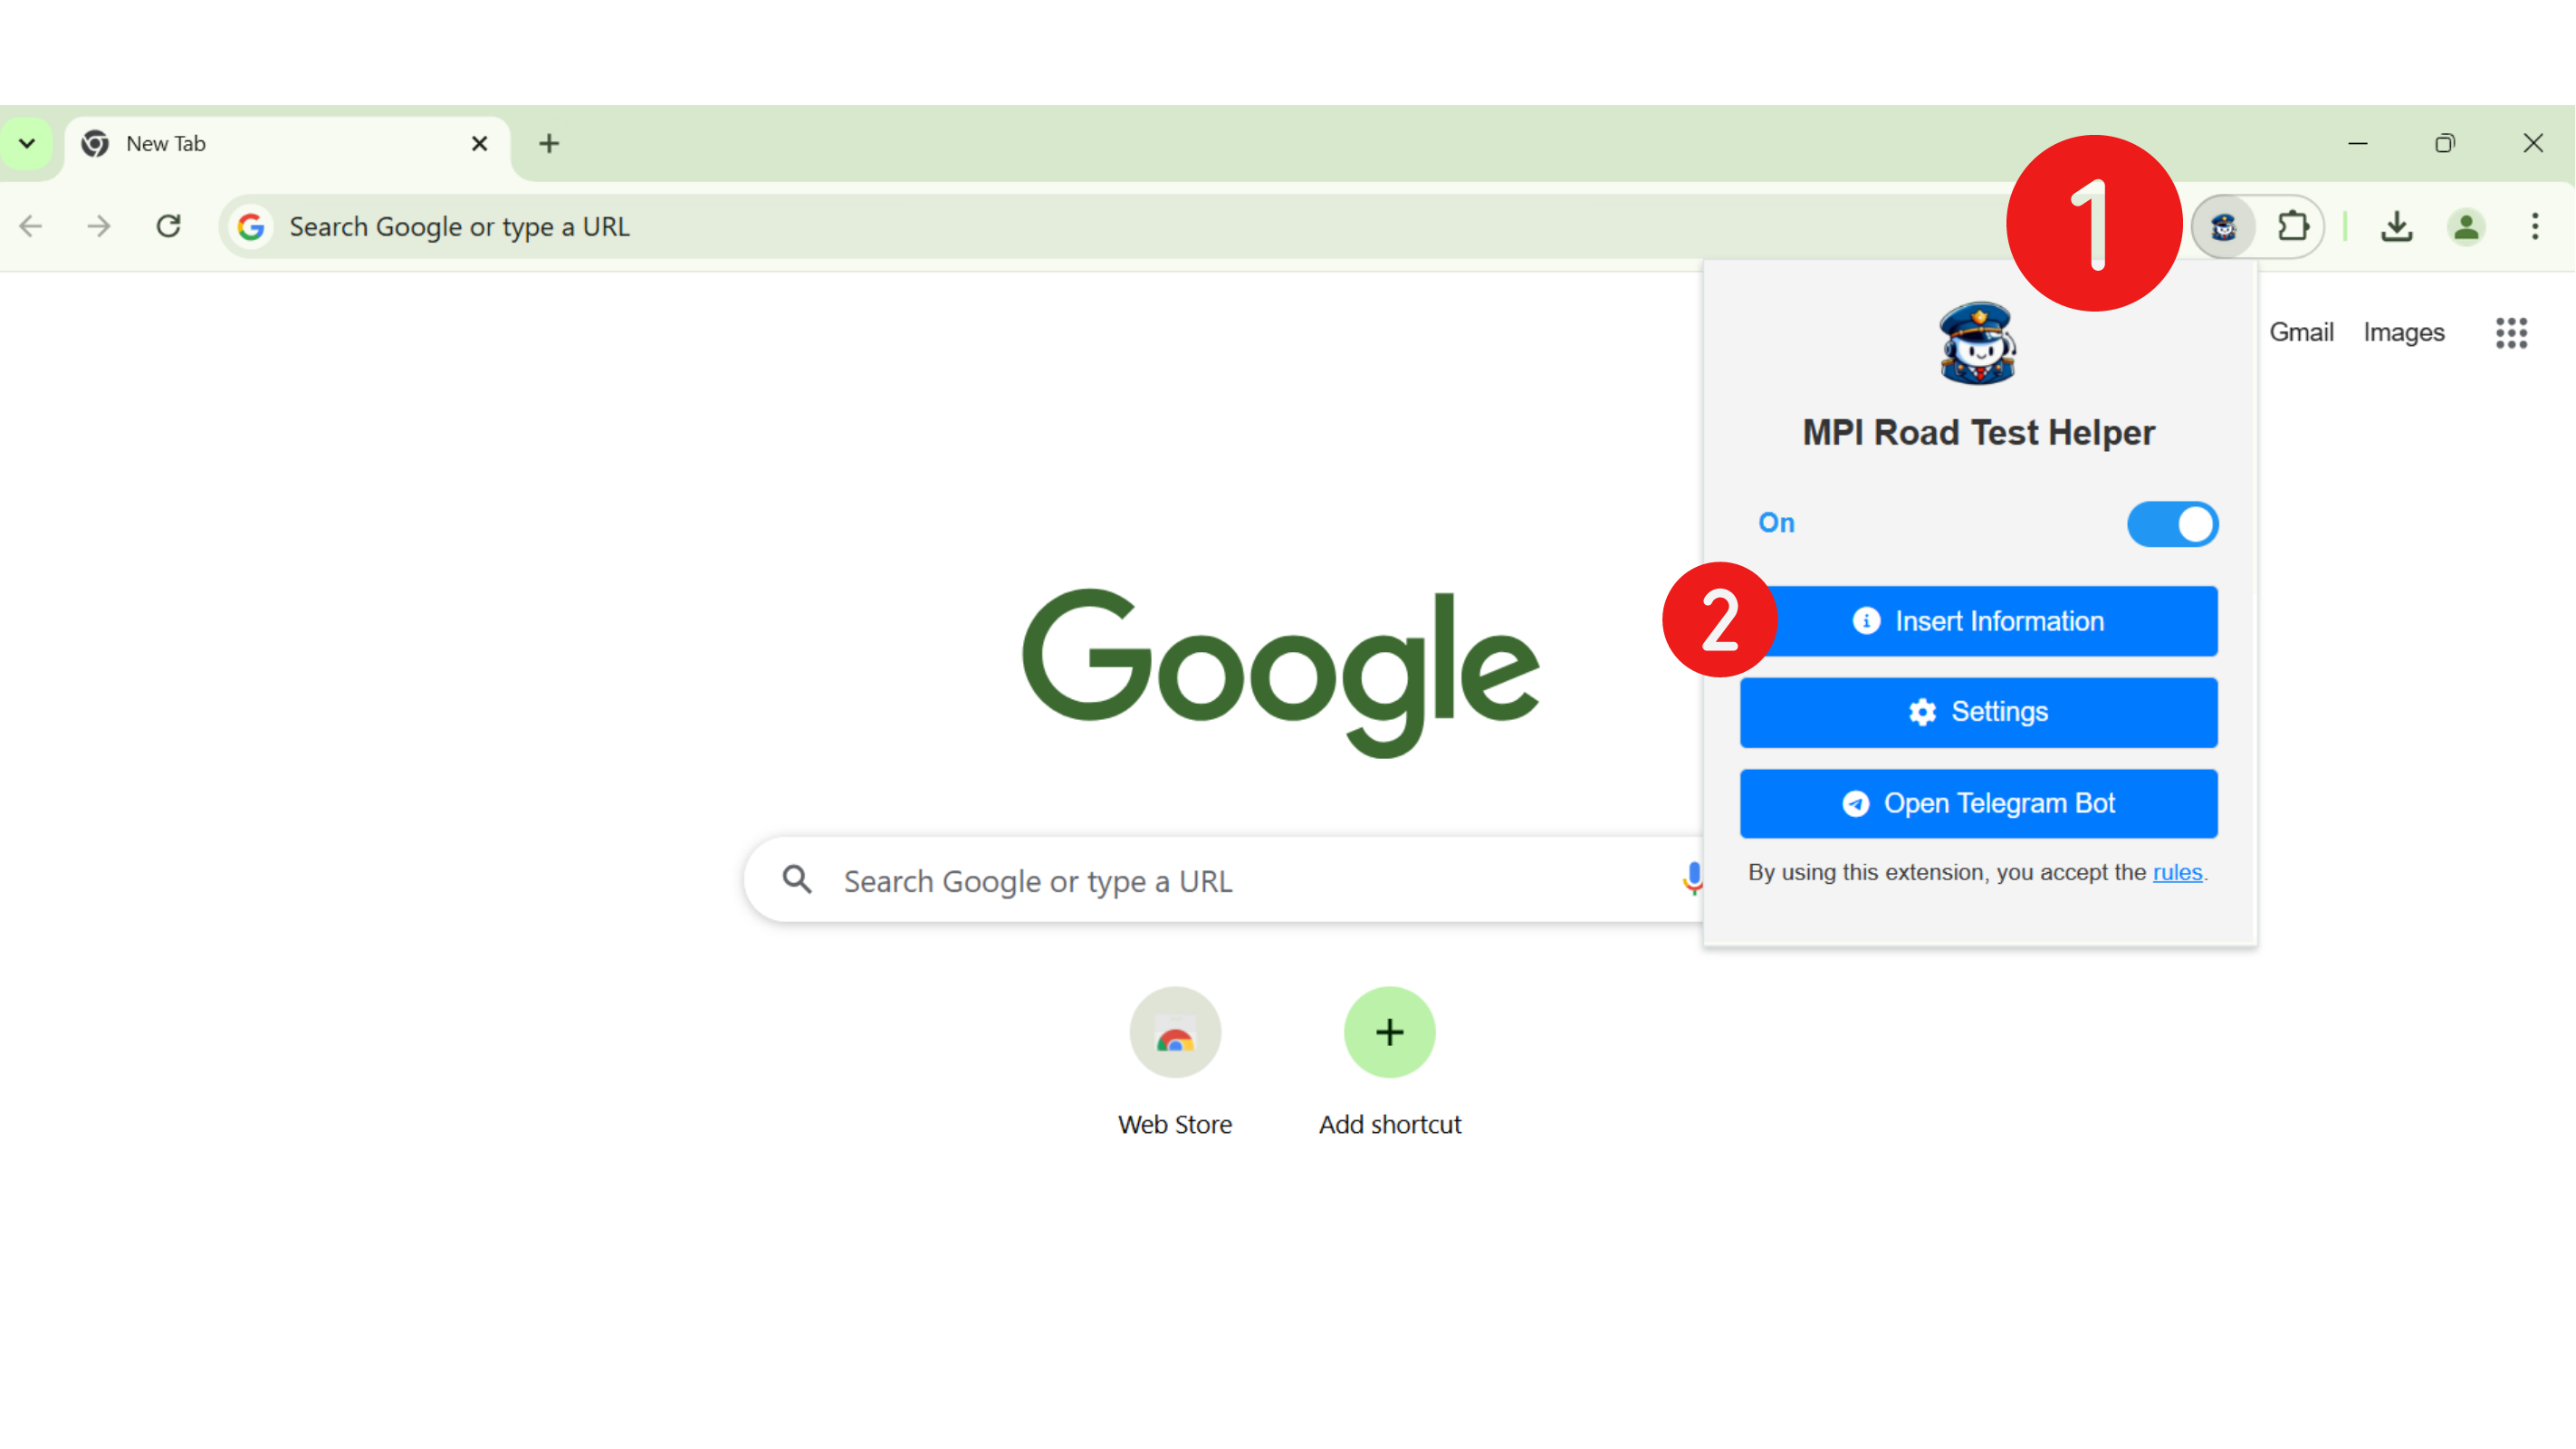 New Tab
Search Google or type a URL
1
Gmail Images
MPI Road Test Helper
On
2
Insert Information
Settings
Open Telegram Bot
By using this extension, you accept the rules.
Google
Search Google or type a URL
Web Store
Add shortcut